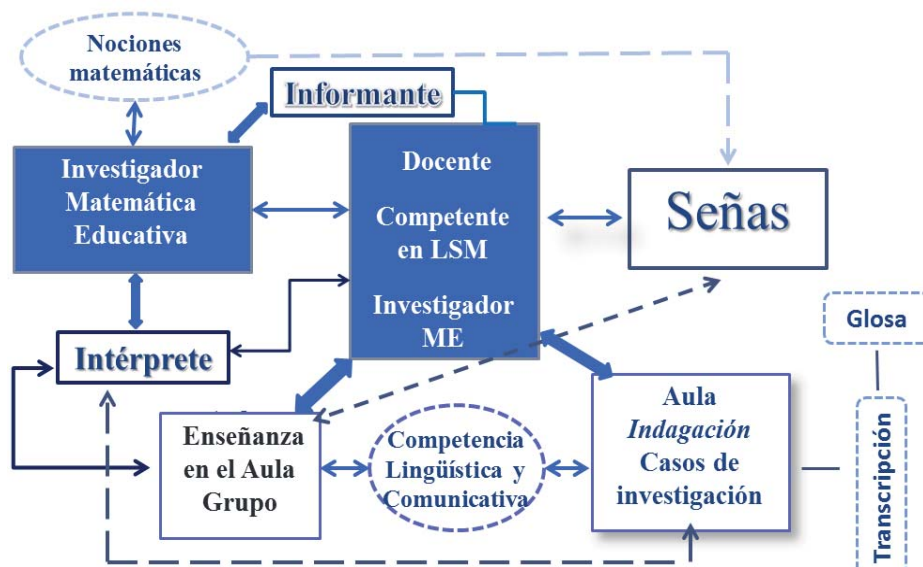 Nociones
matemáticas
Informante
Investigador
Matemática
Educativa
Docente
Competente
en LSM
Investigador
ME
Señas
Glosa
Intérprete
Enseñanza
en el Aula
Grupo
Competencia
Lingüística y
Comunicativa
Aula
Indagación
Casos de
investigación
Transcripción